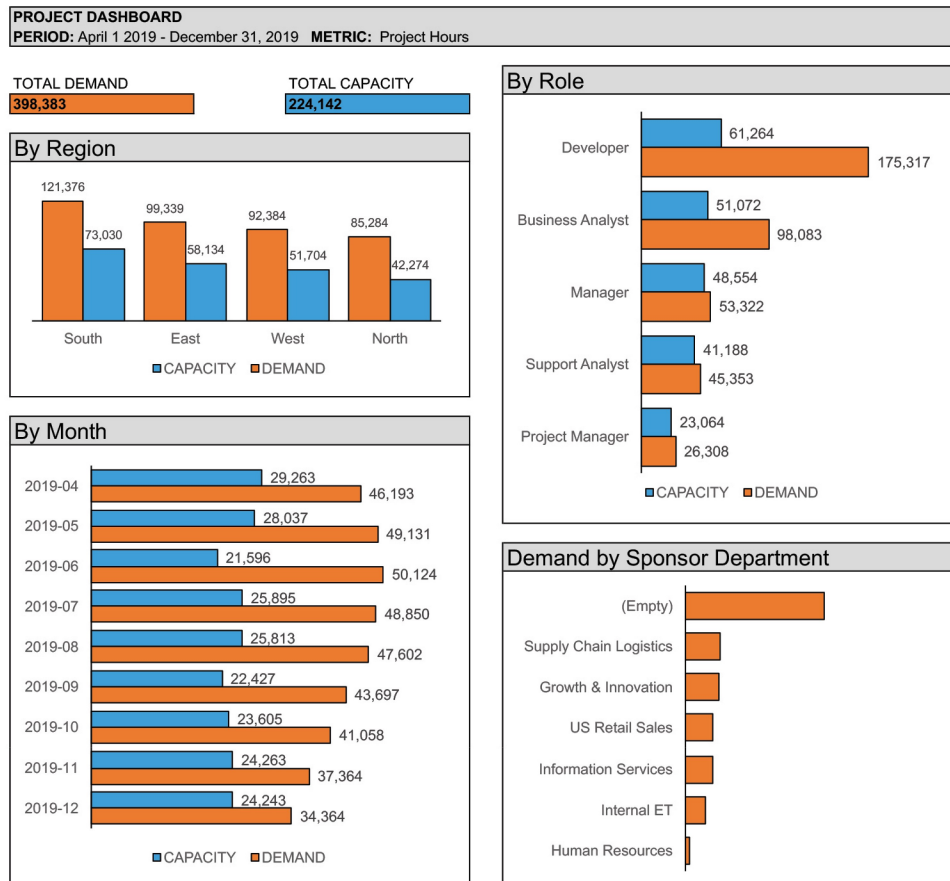 PROJECT DASHBOARD
PERIOD: April 1 2019 - December 31, 2019 METRIC: Project Hours
TOTAL DEMAND
398,383
TOTAL CAPACITY
224,142
By Region
121,376
73,030
99,339
58,134
92,384
51,704
85,284
42,274
South East West North
CAPACITY DEMAND
By Month
2019-04
29,263
46,193
2019-05
28,037
49,131
2019-06
21,596
50,124
2019-07
25,895
48,850
2019-08
25,813
47,602
2019-09
22,427
43,697
2019-10
23,605
41,058
2019-11
24,263
37,364
2019-12
24,243
34,364
CAPACITY DEMAND
By Role
Developer
61,264
175,317
Business Analyst
51,072
98,083
Manager
48,554
53,322
Support Analyst
41,188
45,353
Project Manager
23,064
26,308
CAPACITY DEMAND
Demand by Sponsor Department
(Empty)
Supply Chain Logistics
Growth & Innovation
US Retail Sales
Information Services
Internal ET
Human Resources